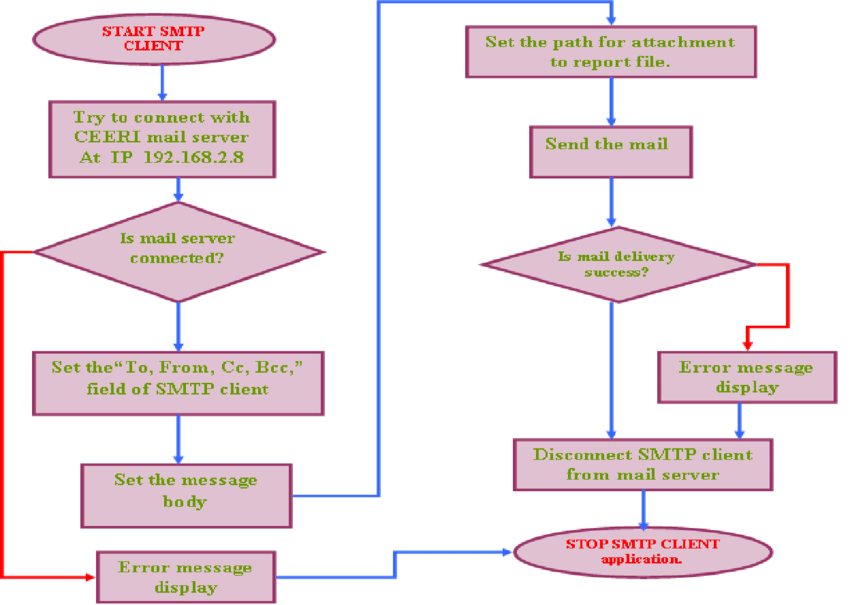 START SMTP
CLIENT
Try to connect with
CEERI mail server
At IP 192.168.2.8
Is mail server
connected?
Set the“To, From, Cc, Bcc,”
field of SMTP client
Set the message
body
Error message
display
Set the path for attachment
to report file.
Send the mail
Is mail delivery
success?
Error message
display
Disconnect SMTP client
from mail server
STOP SMTP CLIENT
application.